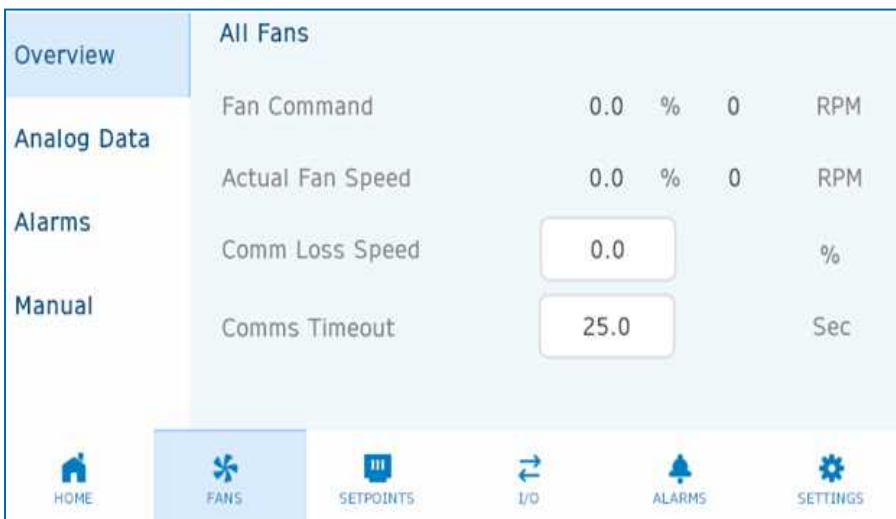 Overview
Analog Data
Alarms
Manual
All Fans
Fan Command 0.0 % 0 RPM
Actual Fan Speed 0.0 % 0 RPM
Comm Loss Speed 0.0 %
Comms Timeout 25.0 Sec
HOME FANS SETPOINTS I/O ALARMS SETTINGS